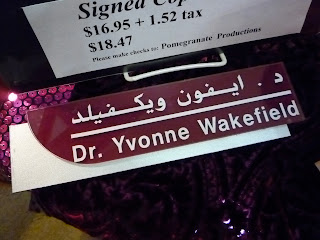 Signed Cop
$16.95 + 1.52 tax
$18.47
Please make checks to: Pomegranate Productions
د. ايفون ويكفيلد
Dr. Yvonne Wakefield